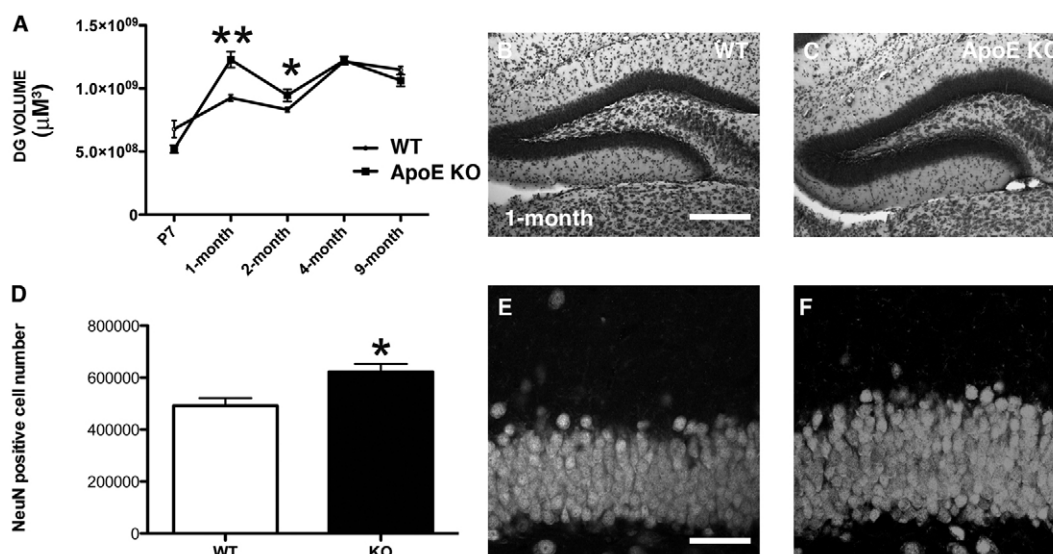 A
1.5×10⁰⁹
1.0×10⁰⁹
5.0×10⁰⁸
0
DG VOLUME
(µM³)
**
*
WT
ApoE KO
P7
1-month
2-month
4-month
9-month
B
WT
1-month
C
ApoE KO
D
NeuN positive cell number
800000
600000
400000
200000
0
*
WT
KO
E
F